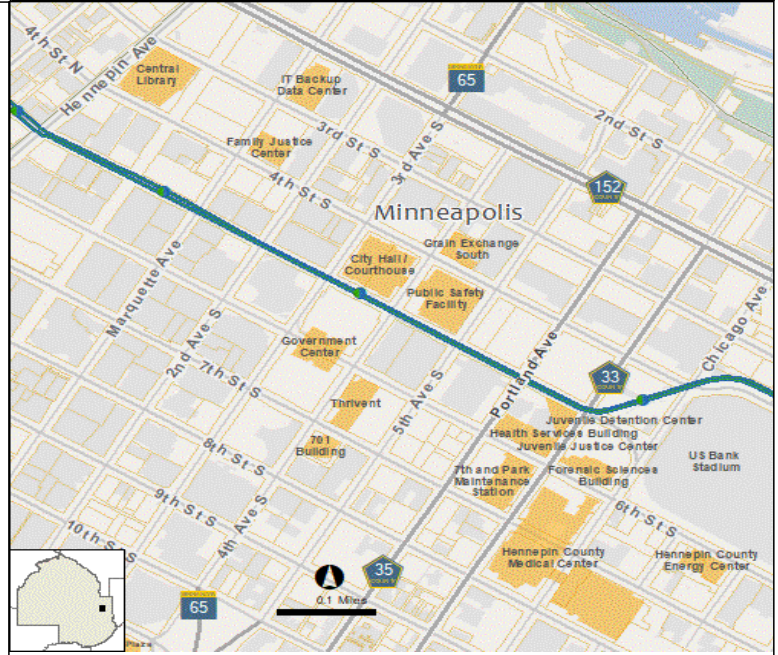 4th St N
Hennepin Ave
Central
Library
IT Backup
Data Center
65
2nd St S
Family Justice
Center
3rd St S
3rd Ave S
4th St S
152
Minneapolis
Grain Exchange
South
City Hall /
Courthouse
Public Safety
Facility
Marquette Ave
2nd Ave S
Government
Center
Chicago Ave
Portland Ave
33
7th St S
Thrivent
5th Ave S
Juvenile Detention Center
Health Services Building
Juvenile Justice Center
701
Building
8th St S
US Bank
Stadium
7th and Park
Maintenance
Station
Forensic Sciences
Building
9th St S
4th Ave S
6th St S
10th St S
Hennepin County
Medical Center
Hennepin County
Energy Center
35
0.1 Miles
65
Plaza